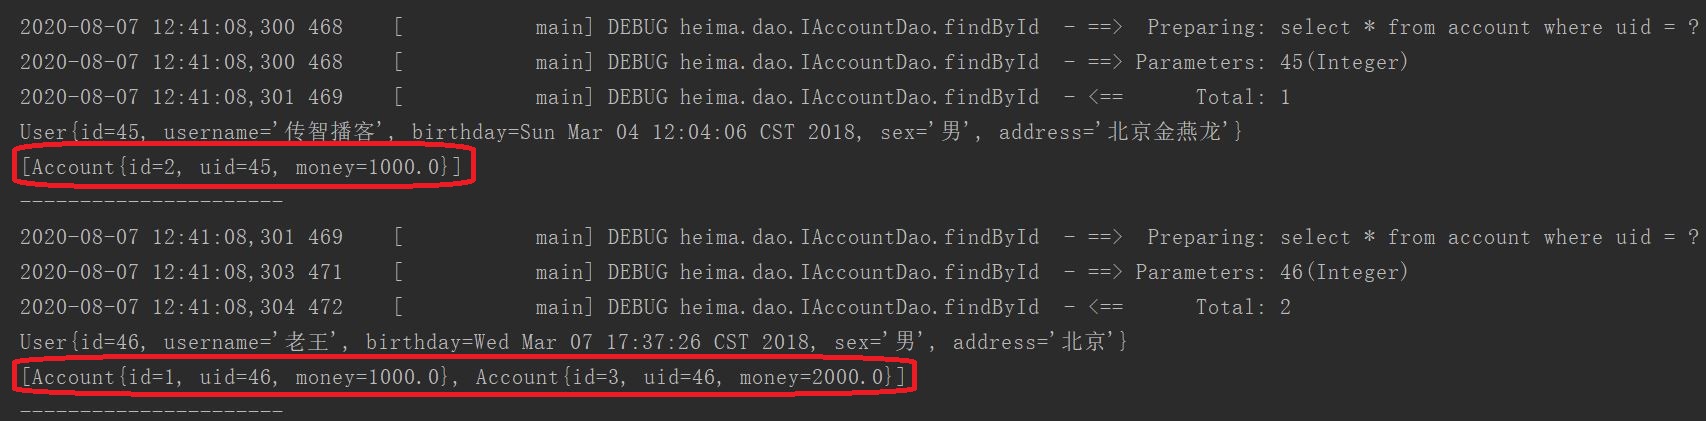 2020-08-07 12:41:08,300 468    [           main] DEBUG heima.dao.IAccountDao.findById  - ==>  Preparing: select * from account where uid = ?
2020-08-07 12:41:08,300 468    [           main] DEBUG heima.dao.IAccountDao.findById  - ==> Parameters: 45(Integer)
2020-08-07 12:41:08,301 469    [           main] DEBUG heima.dao.IAccountDao.findById  - <==      Total: 1
User{id=45, username='传智播客', birthday=Sun Mar 04 12:04:06 CST 2018, sex='男', address='北京金燕龙'}
[Account{id=2, uid=45, money=1000.0}]
----------------------
2020-08-07 12:41:08,301 469    [           main] DEBUG heima.dao.IAccountDao.findById  - ==>  Preparing: select * from account where uid = ?
2020-08-07 12:41:08,303 471    [           main] DEBUG heima.dao.IAccountDao.findById  - ==> Parameters: 46(Integer)
2020-08-07 12:41:08,304 472    [           main] DEBUG heima.dao.IAccountDao.findById  - <==      Total: 2
User{id=46, username='老王', birthday=Wed Mar 07 17:37:26 CST 2018, sex='男', address='北京'}
[Account{id=1, uid=46, money=1000.0}, Account{id=3, uid=46, money=2000.0}]
----------------------